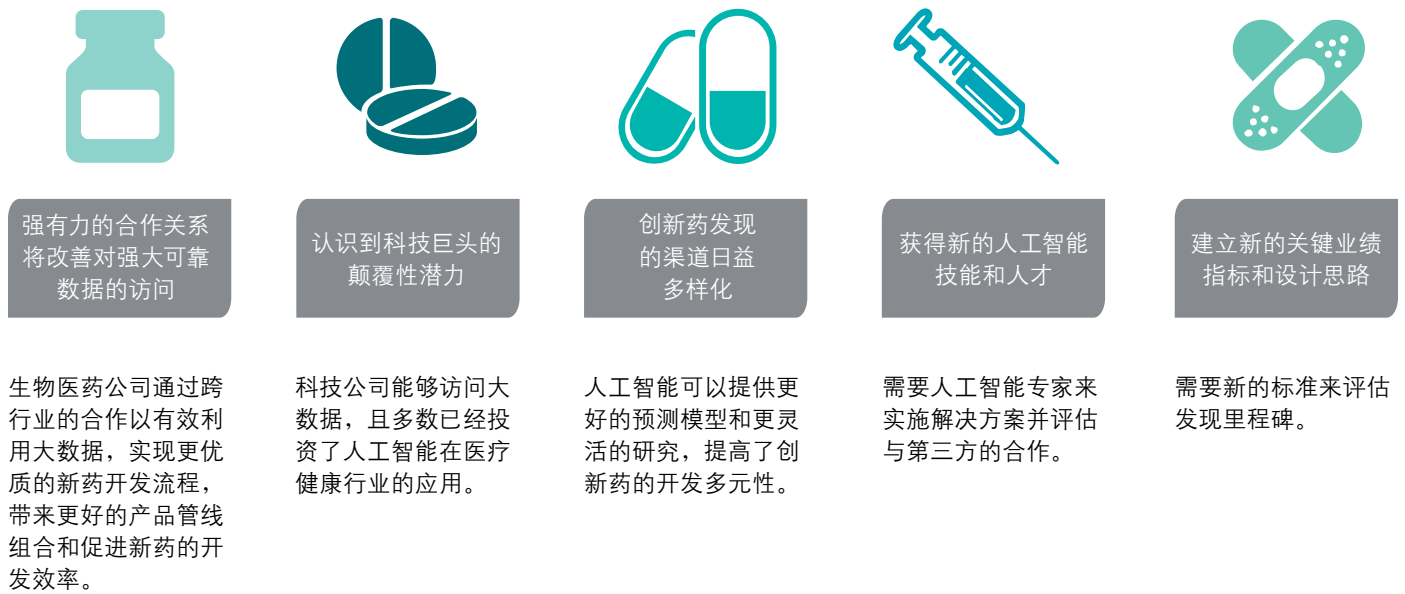 强有力的合作关系
将改善对强大可靠
数据的访问
认识到科技巨头的
颠覆性潜力
创新药发现
的渠道日益
多样化
获得新的人工智能
技能和人才
建立新的关键业绩
指标和设计思路
生物医药公司通过跨
行业的合作以有效利
用大数据，实现更优
质的新药开发流程，
带来更好的产品管线
组合和促进新药的开
发效率。
科技公司能够访问大
数据，且多数已经投
资了人工智能在医疗
健康行业的应用。
人工智能可以提供更
好的预测模型和更灵
活的研究，提高了创
新药的开发多元性。
需要人工智能专家来
实施解决方案并评估
与第三方的合作。
需要新的标准来评估
发现里程碑。